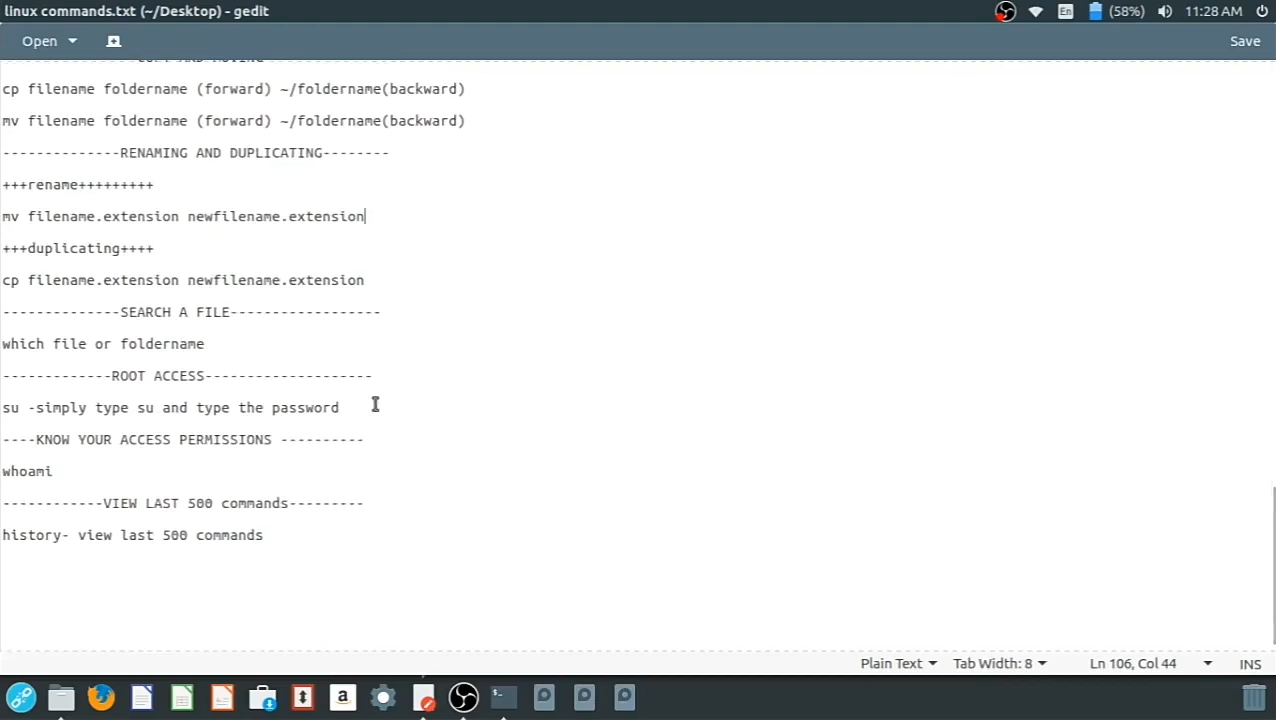 linux commands.txt (~/Desktop) - gedit
En (58%) 11:28 AM
Open Save
COPY AND MOVING
cp filename foldername (forward) ~/foldername(backward)
mv filename foldername (forward) ~/foldername(backward)
--------------RENAMING AND DUPLICATING--------
+++rename+++++++++
mv filename.extension newfilename.extension
+++duplicating++++
cp filename.extension newfilename.extension
--------------SEARCH A FILE------------------
which file or foldername
-------------ROOT ACCESS--------------------
su -simply type su and type the password
----KNOW YOUR ACCESS PERMISSIONS ----------
whoami
------------VIEW LAST 500 commands---------
history- view last 500 commands
Plain Text Tab Width: 8 Ln 106, Col 44 INS